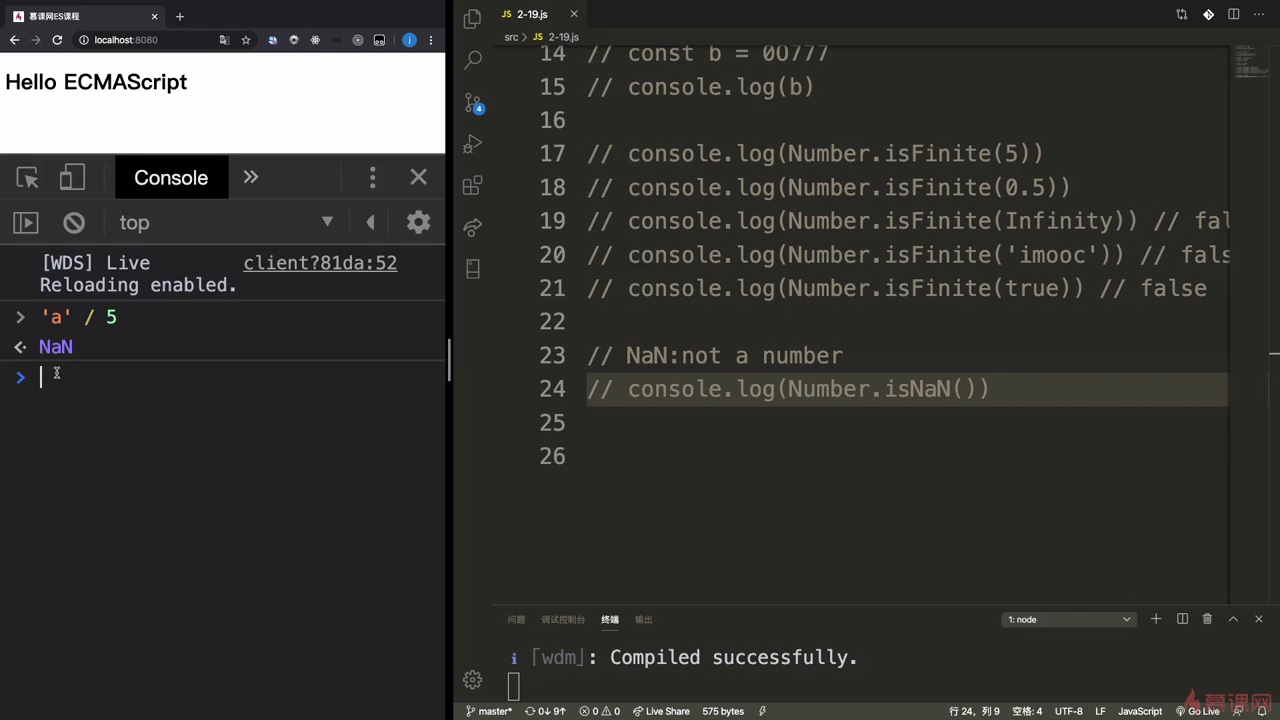 慕课网ES课程
localhost:8080
Hello ECMAScript
Console
top
[WDS] Live
client?81da:52
Reloading enabled.
> 'a' / 5
NaN
>
2-19.js
src > 2-19.js
4
14 // const b = 0O777
15 // console.log(b)
16
17 // console.log(Number.isFinite(5))
18 // console.log(Number.isFinite(0.5))
19 // console.log(Number.isFinite(Infinity)) // fal
20 // console.log(Number.isFinite('imooc')) // fals
21 // console.log(Number.isFinite(true)) // false
22
23 // NaN:not a number
24 // console.log(Number.isNaN())
25
26
问题 调试控制台 终端 输出
1: node
i ｢wdm｣: Compiled successfully.
master* 0↓ 9↑ 0 0 Live Share 575 bytes
行 24, 列 9 空格: 4 UTF-8 LF JavaScript Go Live
慕课网